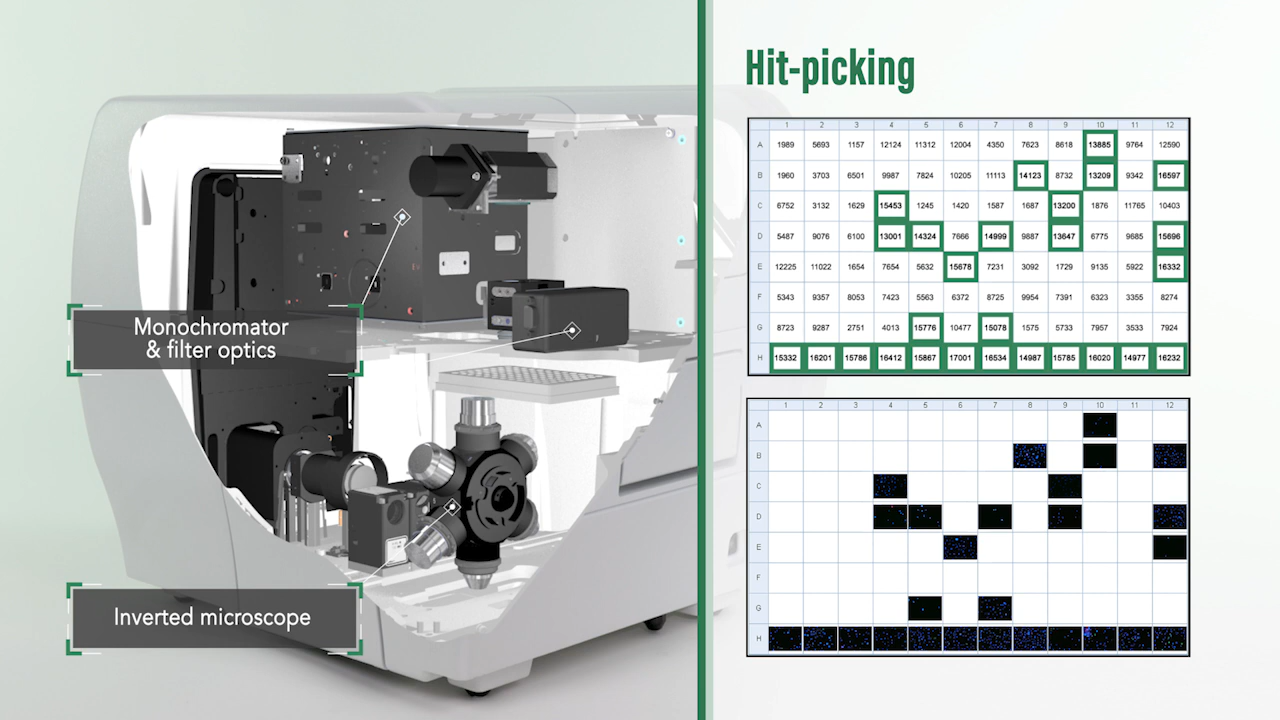 Monochromator
& filter optics
Inverted microscope
Hit-picking
1 2 3 4 5 6 7 8 9 10 11 12
A 1989 5693 1157 12124 11312 12004 4350 7623 8618 13885 9764 12590
B 1960 3703 6501 9987 7824 10205 11113 14123 8732 13209 9342 16597
C 6752 3132 1629 15453 1245 1420 1587 1687 13200 1876 11765 10403
D 5487 9076 6100 13001 14324 7666 14999 9887 13647 6775 9685 15696
E 12225 11022 1654 7654 5632 15678 7231 3092 1729 9135 5922 16332
F 5343 9357 8053 7423 5563 6372 8725 9954 7391 6323 3355 8274
G 8723 9287 2751 4013 15776 10477 15078 1575 5733 7957 3533 7924
H 15332 16201 15786 16412 15867 17001 16534 14987 15785 16020 14977 16232
1 2 3 4 5 6 7 8 9 10 11 12
A
B
C
D
E
F
G
H